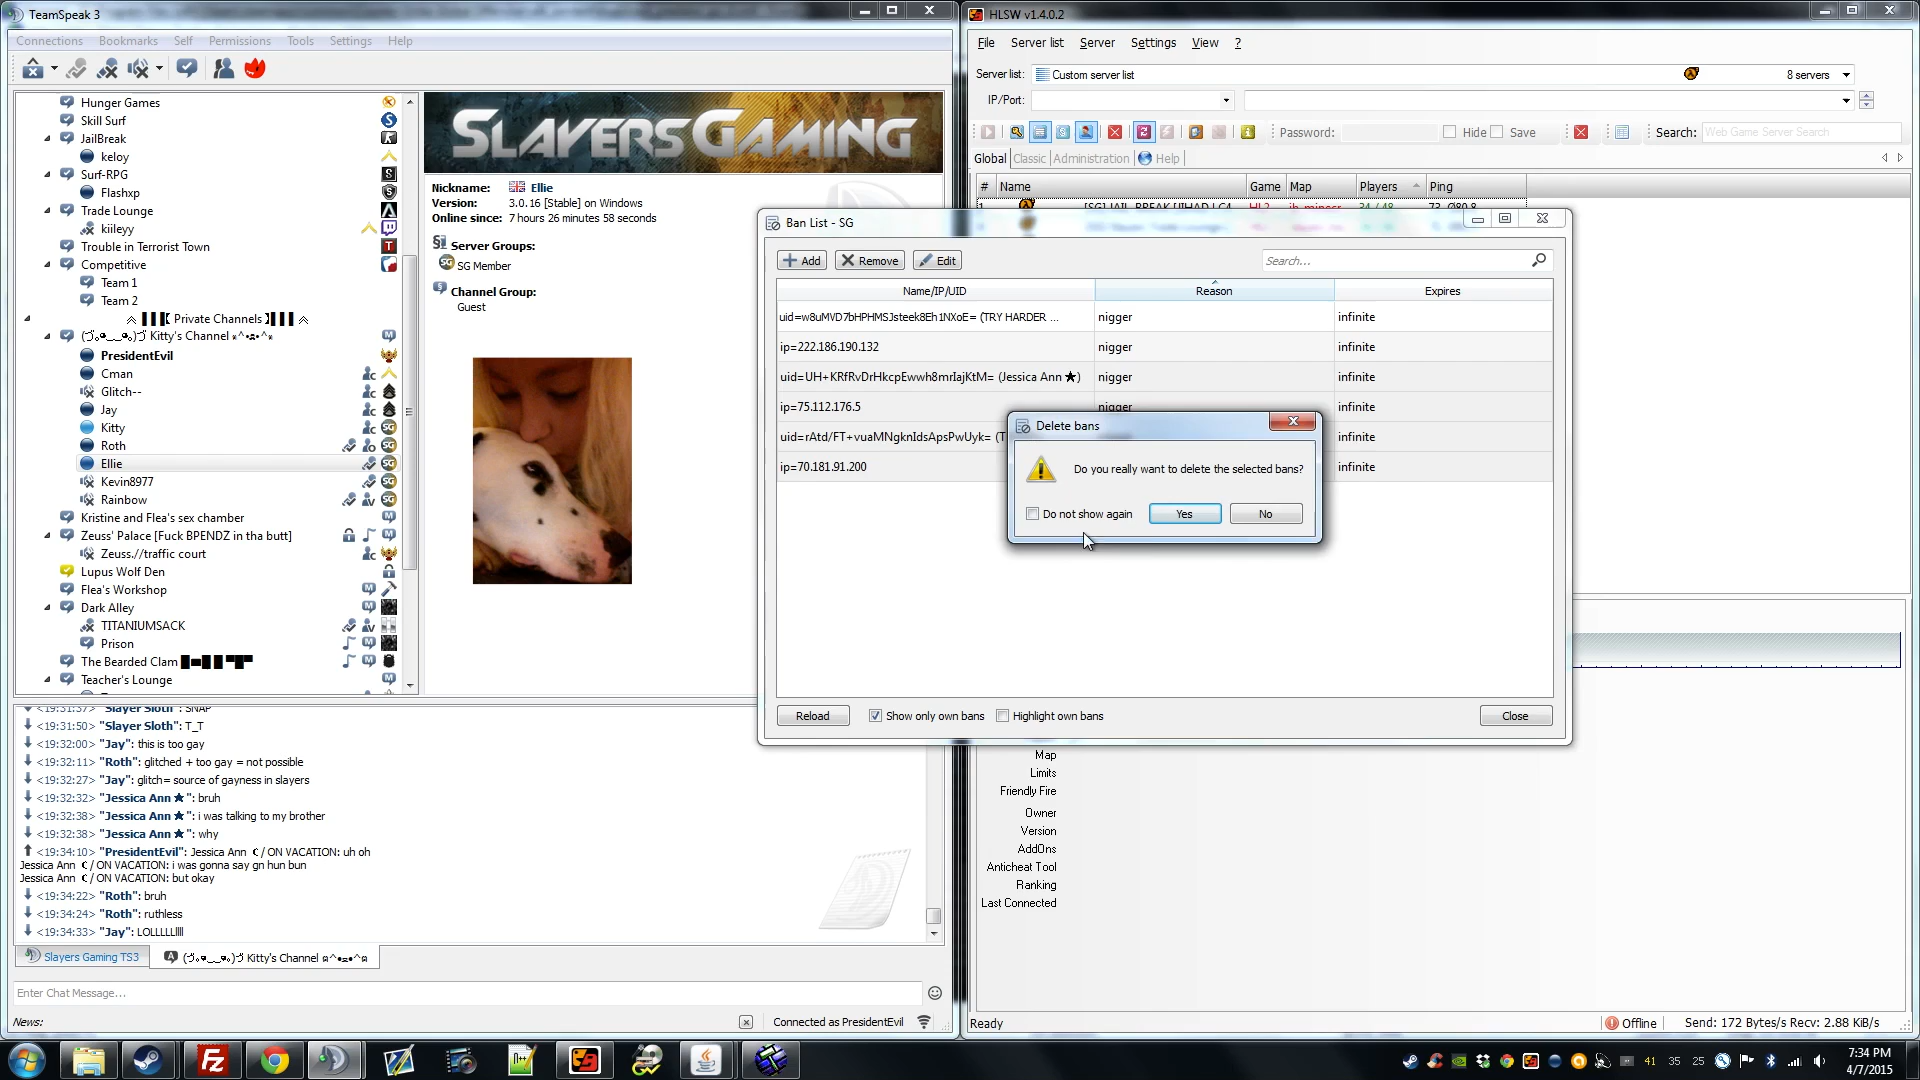 TeamSpeak 3
Connections Bookmarks Self Permissions Tools Settings Help
Hunger Games
Skill Surf
JailBreak
keloy
Surf-RPG
Flashxp
Trade Lounge
kiileyy
Trouble in Terrorist Town
Competitive
Team 1
Team 2
Private Channels
Kitty's Channel
PresidentEvil
Cman
Glitch--
Jay
Kitty
Roth
Ellie
Kevin8977
Rainbow
Kristine and Flea's sex chamber
Zeuss' Palace [Fuck BPENDZ in tha butt]
Zeuss.//traffic court
Lupus Wolf Den
Flea's Workshop
Dark Alley
TITANIUMSACK
Prison
The Bearded Clam
Teacher's Lounge
SLAYERSGAMING
Nickname: Ellie
Version: 3.0.16 [Stable] on Windows
Online since: 7 hours 26 minutes 58 seconds
Server Groups:
SG Member
Channel Group:
Guest
<19:31:37> "Slayer Sloth": SNAP
<19:31:50> "Slayer Sloth": T_T
<19:32:00> "Jay": this is too gay
<19:32:11> "Roth": glitched + too gay = not possible
<19:32:27> "Jay": glitch= source of gayness in slayers
<19:32:32> "Jessica Ann ★": bruh
<19:32:38> "Jessica Ann ★": i was talking to my brother
<19:32:38> "Jessica Ann ★": why
<19:34:10> "PresidentEvil": Jessica Ann ☾/ ON VACATION: uh oh
Jessica Ann ☾/ ON VACATION: i was gonna say gn hun bun
Jessica Ann ☾/ ON VACATION: but okay
<19:34:22> "Roth": bruh
<19:34:24> "Roth": ruthless
<19:34:33> "Jay": LOLLLLLllll
Slayers Gaming TS3 Kitty's Channel
Enter Chat Message...
News: Connected as PresidentEvil
HLSW v1.4.0.2
File Server list Server Settings View ?
Server list: Custom server list 8 servers
IP/Port:
Password: Hide Save Search: Web Game Server Search
Global Classic Administration Help
# Name Game Map Players Ping
Ban List - SG
Add Remove Edit Search...
Name/IP/UID Reason Expires
uid=w8uMVD7bHPHMSJsteek8Eh1NXoE= (TRY HARDER ... nigger infinite
ip=222.186.190.132 nigger infinite
uid=UH+KRfRvDrHkcpEwwh8mrIajKtM= (Jessica Ann ★) nigger infinite
ip=75.112.176.5 nigger infinite
uid=rAtd/FT+vuaMNgknIdsApsPwUyk= (T infinite
ip=70.181.91.200 infinite
Delete bans
Do you really want to delete the selected bans?
Do not show again Yes No
Reload Show only own bans Highlight own bans Close
Map
Limits
Friendly Fire
Owner
Version
AddOns
Anticheat Tool
Ranking
Last Connected
Ready Offline Send: 172 Bytes/s Recv: 2.88 KiB/s
41 35 25
7:34 PM
4/7/2015